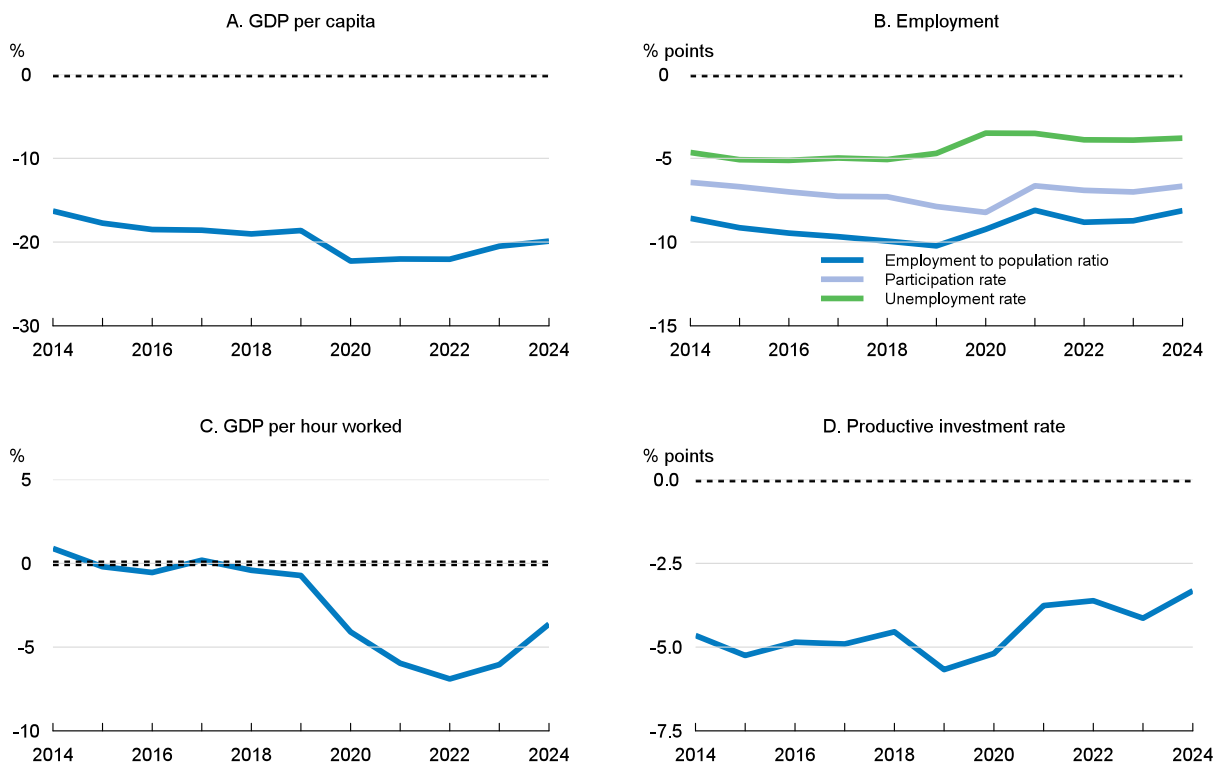 A. GDP per capita
%
0
-10
-20
-30
2014 2016 2018 2020 2022 2024
B. Employment
% points
0
-5
-10
-15
Employment to population ratio
Participation rate
Unemployment rate
2014 2016 2018 2020 2022 2024
C. GDP per hour worked
%
5
0
-5
-10
2014 2016 2018 2020 2022 2024
D. Productive investment rate
% points
0.0
-2.5
-5.0
-7.5
2014 2016 2018 2020 2022 2024